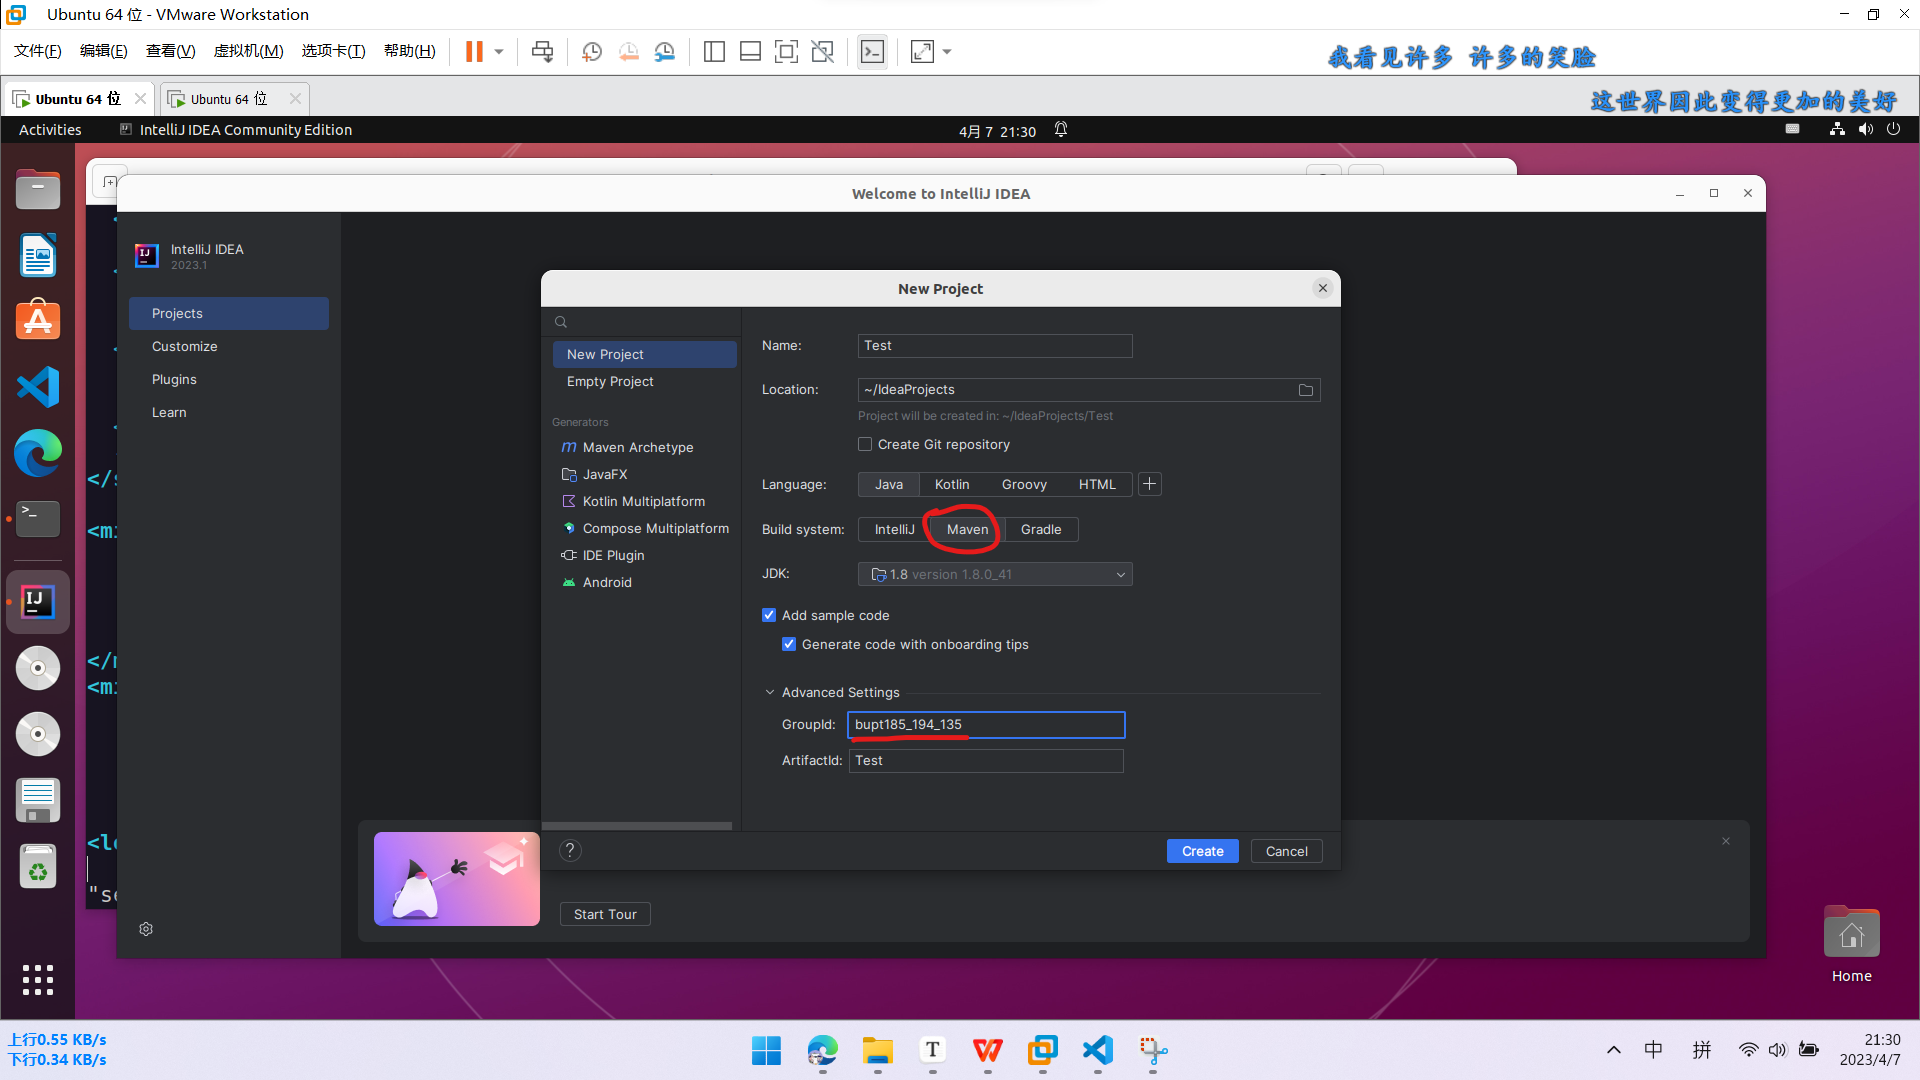 Ubuntu 64 位 - VMware Workstation
文件(F) 编辑(E) 查看(V) 虚拟机(M) 选项卡(T) 帮助(H)
我看见许多 许多的笑脸
Ubuntu 64 位
Ubuntu 64 位
这世界因此变得更加的美好
Activities
IntelliJ IDEA Community Edition
4月 7 21:30
Welcome to IntelliJ IDEA
IntelliJ IDEA
2023.1
Projects
Customize
Plugins
Learn
New Project
New Project
Empty Project
Generators
Maven Archetype
JavaFX
Kotlin Multiplatform
Compose Multiplatform
IDE Plugin
Android
Name: Test
Location: ~/IdeaProjects
Project will be created in: ~/IdeaProjects/Test
Create Git repository
Language: Java Kotlin Groovy HTML
Build system: IntelliJ Maven Gradle
JDK: 1.8 version 1.8.0_41
Add sample code
Generate code with onboarding tips
Advanced Settings
GroupId: bupt185_194_135
ArtifactId: Test
? Create Cancel
Start Tour
Home
上行0.55 KB/s
下行0.34 KB/s
中 拼
21:30
2023/4/7